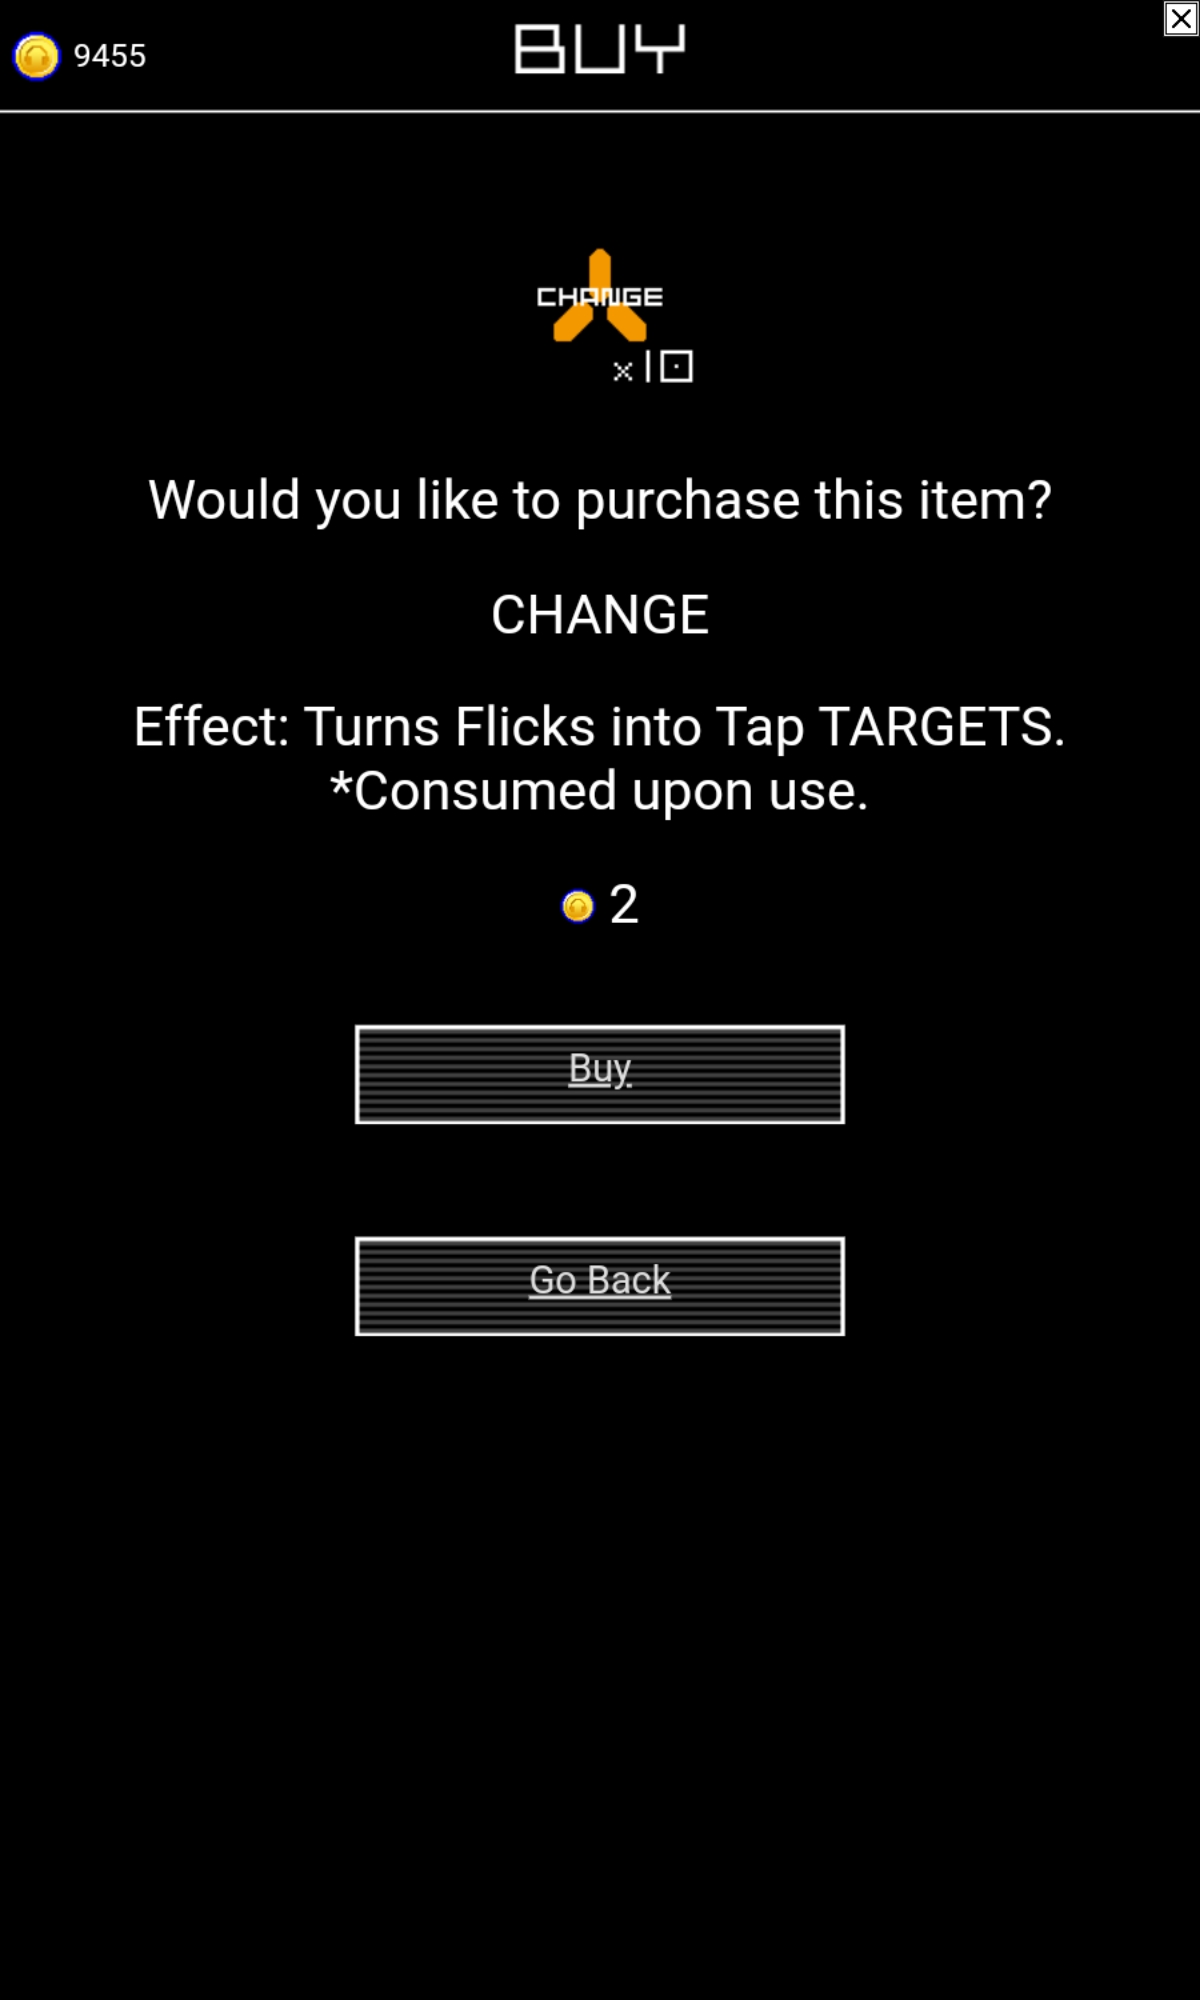 9455
BUY
CHANGE
x10
Would you like to purchase this item?
CHANGE
Effect: Turns Flicks into Tap TARGETS.
*Consumed upon use.
2
Buy
Go Back